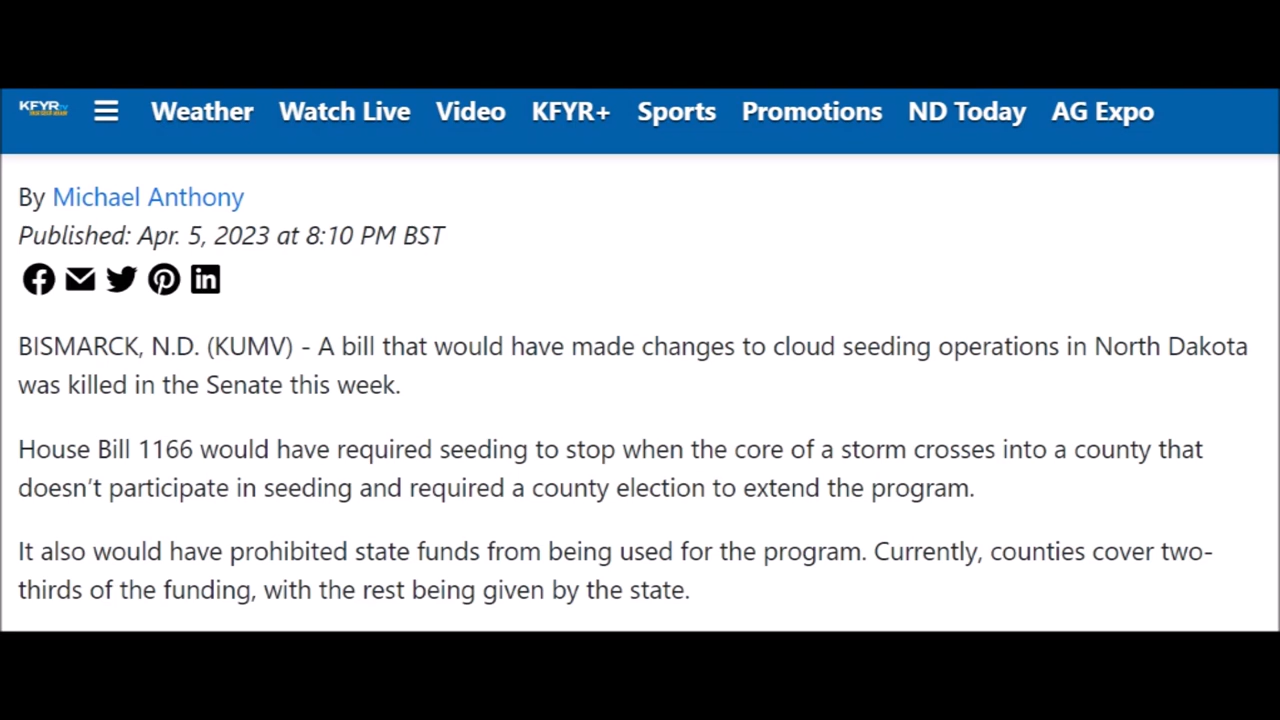 KFYR
Weather Watch Live Video KFYR+ Sports Promotions ND Today AG Expo
By Michael Anthony
Published: Apr. 5, 2023 at 8:10 PM BST
BISMARCK, N.D. (KUMV) - A bill that would have made changes to cloud seeding operations in North Dakota
was killed in the Senate this week.
House Bill 1166 would have required seeding to stop when the core of a storm crosses into a county that
doesn't participate in seeding and required a county election to extend the program.
It also would have prohibited state funds from being used for the program. Currently, counties cover two-
thirds of the funding, with the rest being given by the state.